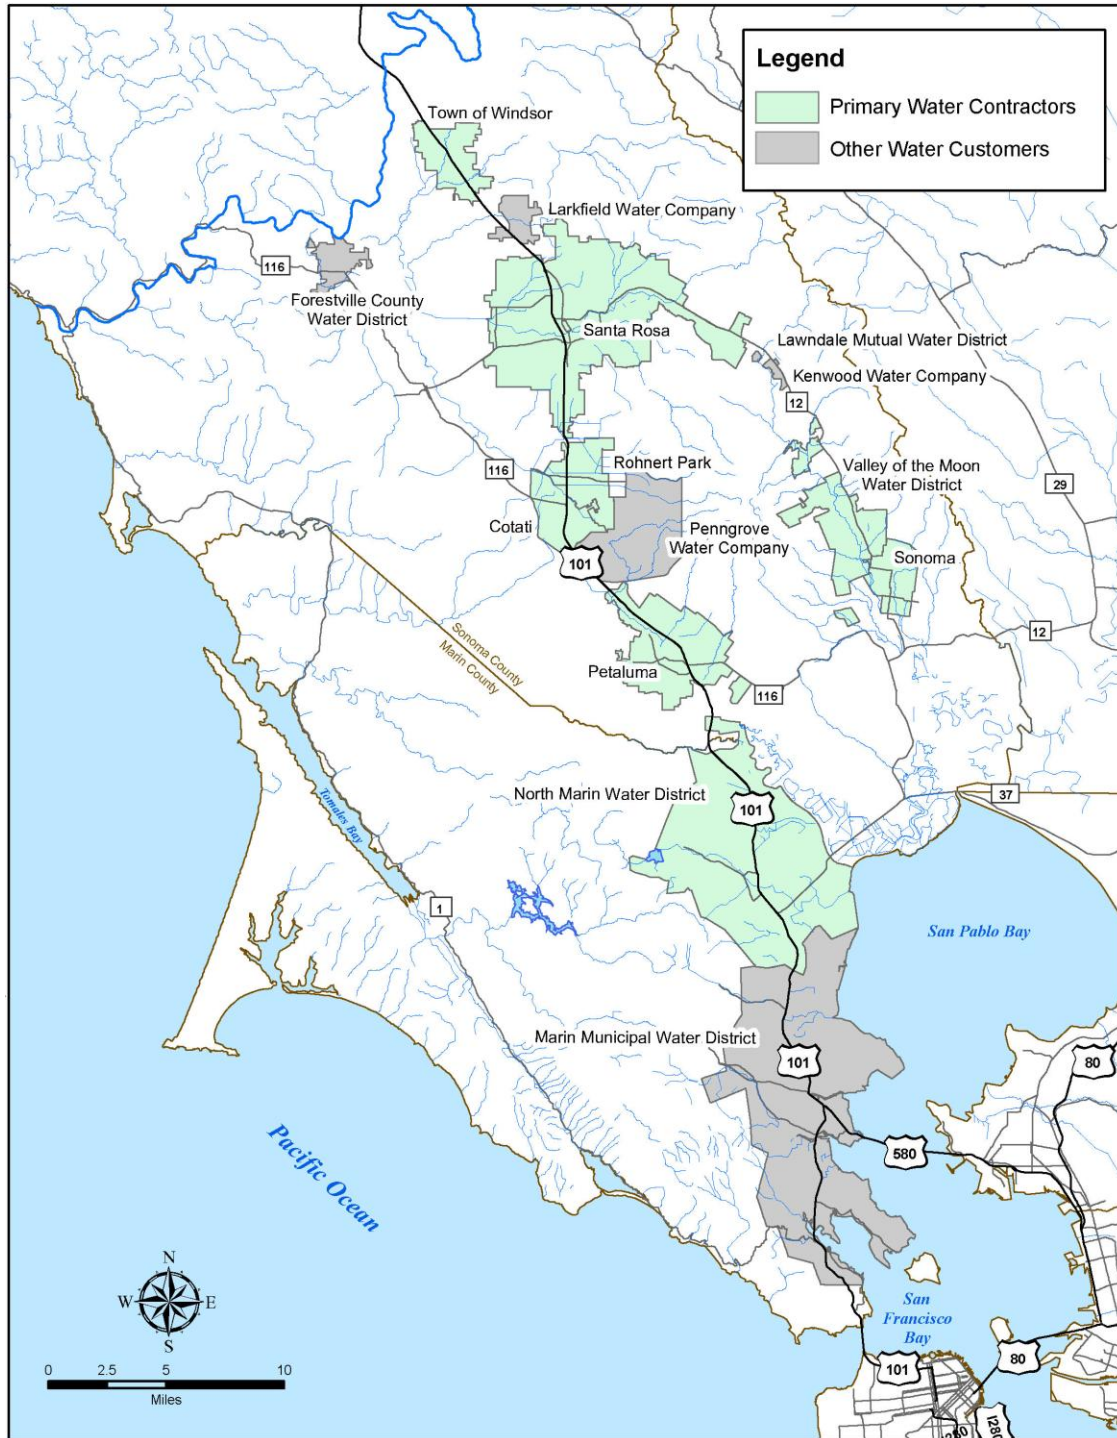 Legend
Primary Water Contractors
Other Water Customers
Town of Windsor
Larkfield Water Company
116
Forestville County
Water District
Santa Rosa
Lawndale Mutual Water District
Kenwood Water Company
12
Rohnert Park
116
Valley of the Moon
Water District
29
Cotati
Penngrove
Water Company
101
Sonoma
12
Sonoma County
Marin County
Petaluma
116
North Marin Water District
101
37
Tomales Bay
1
San Pablo Bay
Marin Municipal Water District
101
80
580
Pacific Ocean
N
W
E
S
San
Francisco
Bay
0
2.5
5
10
Miles
101
80
280
1280